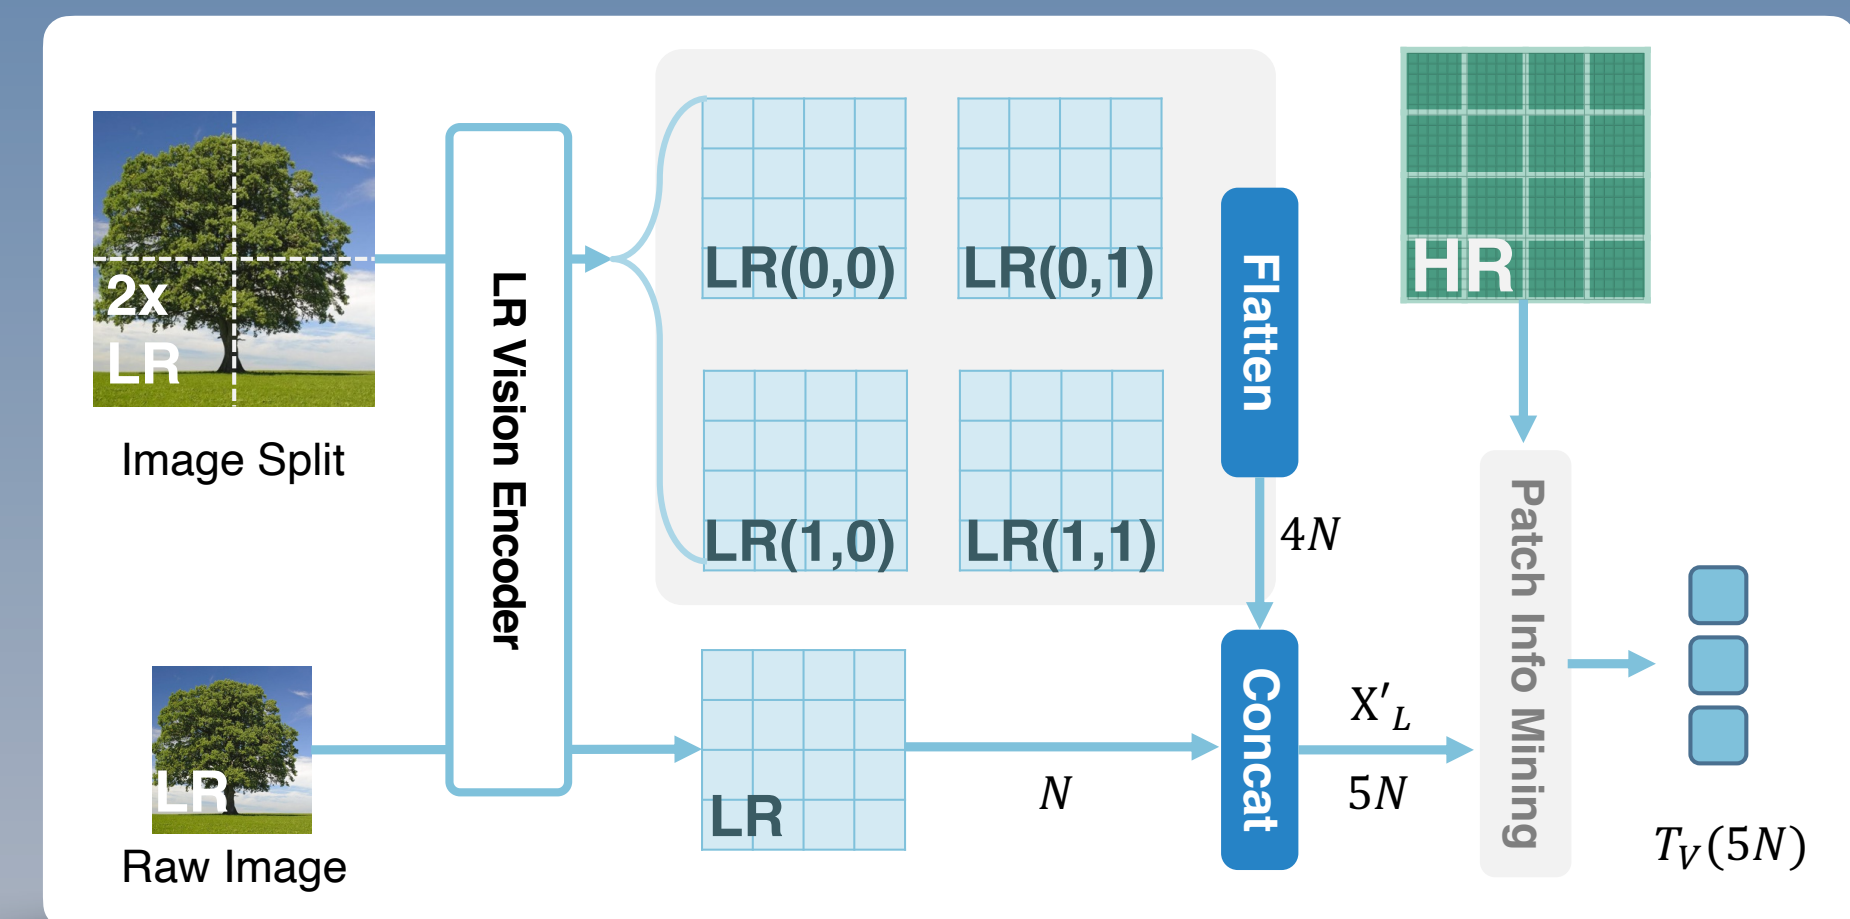 2x
LR
Image Split
LR
Raw Image
LR Vision Encoder
LR(0,0)
LR(0,1)
LR(1,0)
LR(1,1)
LR
Flatten
4N
N
Concat
X′L
5N
HR
Patch Info Mining
TV(5N)